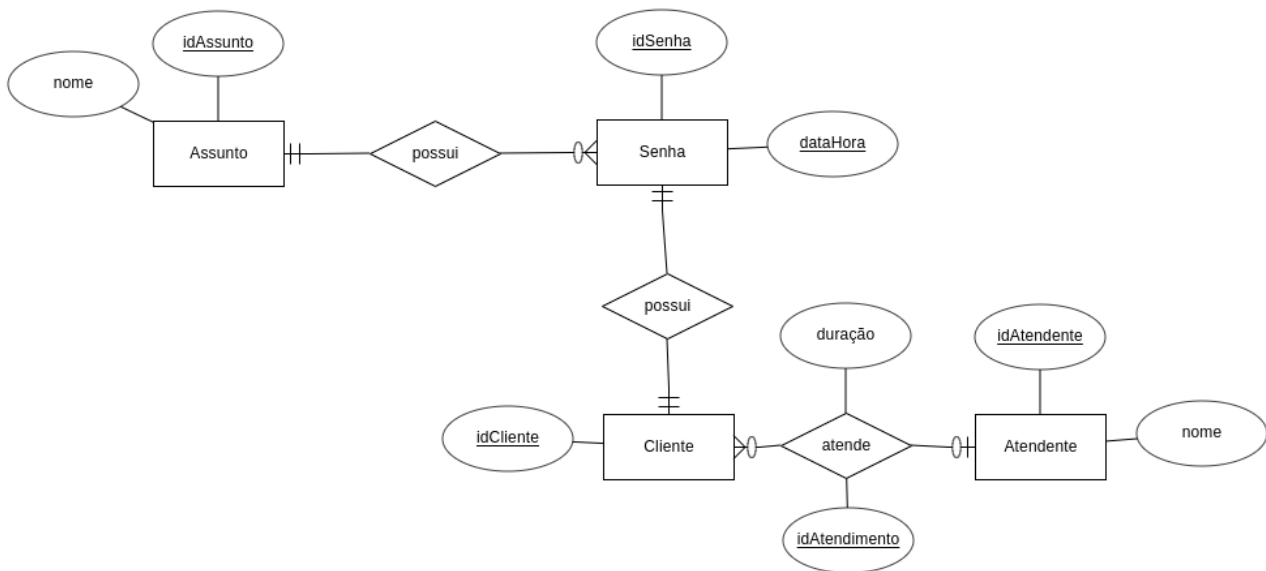 idAssunto
idSenha
nome
dataHora
Assunto
possui
Senha
possui
duração
idAtendente
idCliente
Cliente
atende
Atendente
nome
idAtendimento